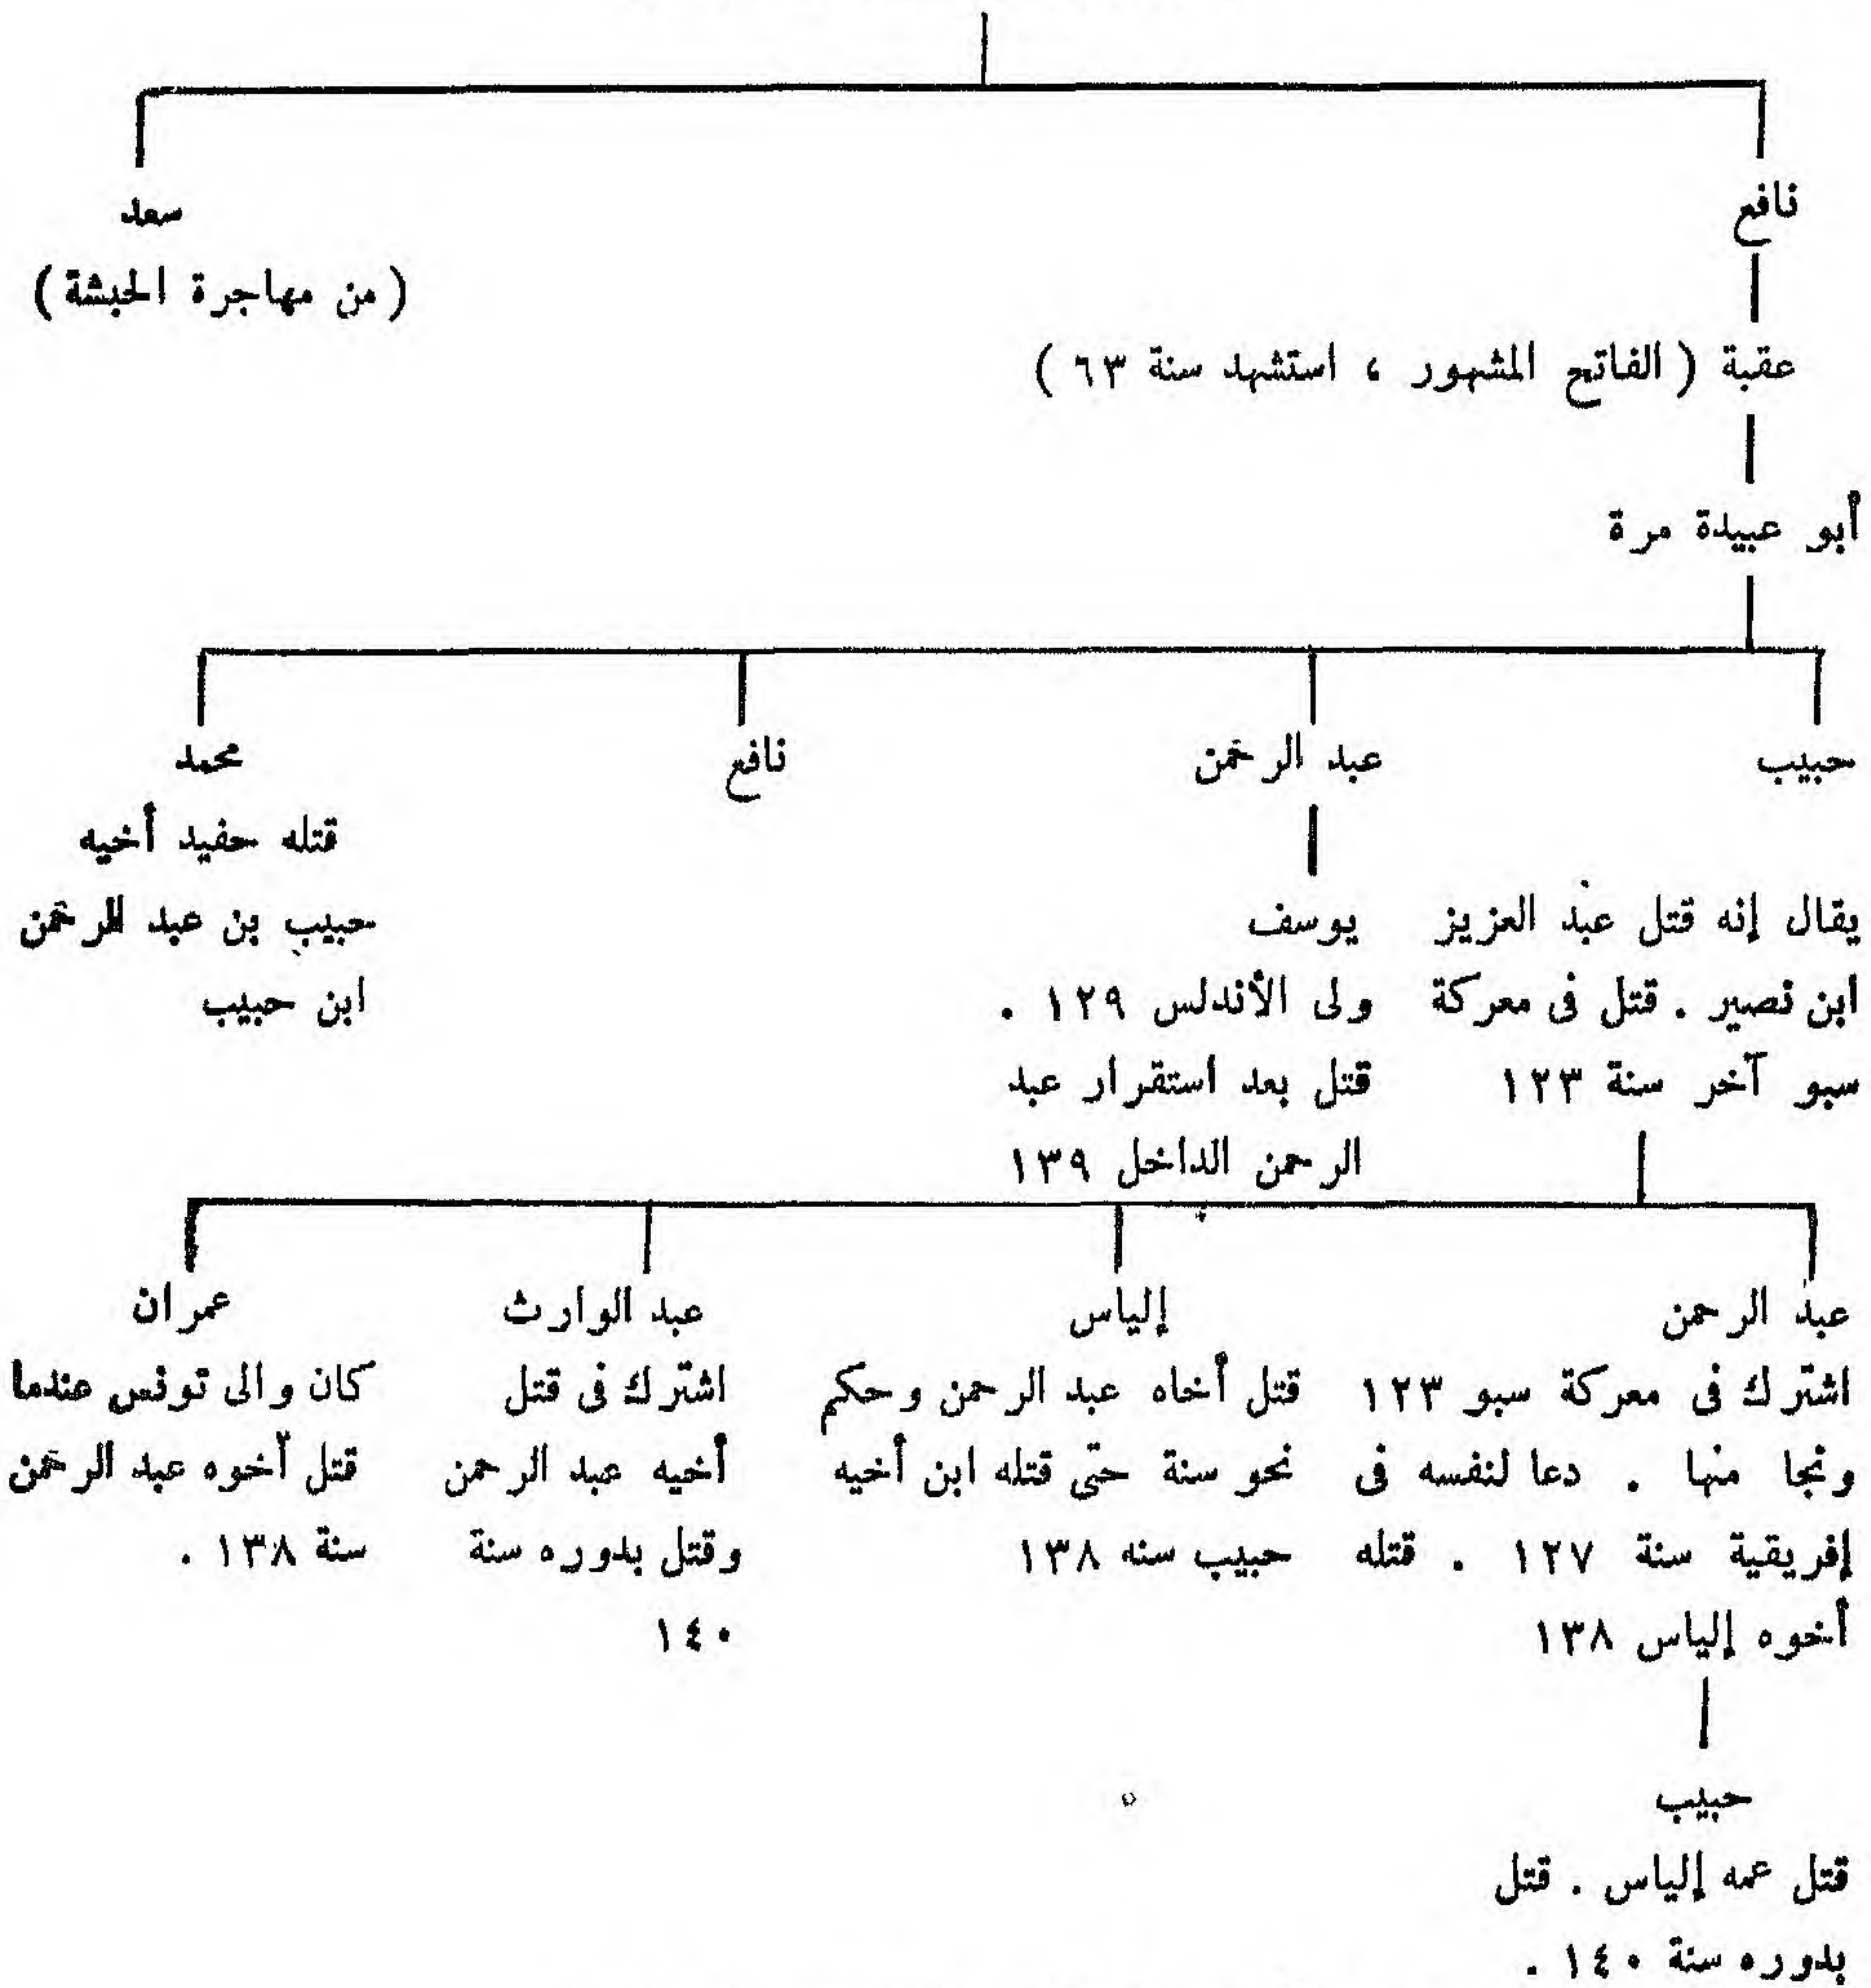 نافع
سعد
(من مهاجرة الحبشة)
عقبة (الفاتح المشهور ، استشهد سنة ٦٣)
أبو عبيدة مرة
حبيب
يقال إنه قتل عبد العزيز
ابن نصير . قتل فى معركة
سبو آخر سنة ١٢٣
عبد الرحمن
يوسف
ولى الأندلس ١٢٩ .
قتل بعد استقرار عبد
الرحمن الداخل ١٣٩
نافع
محمد
قتله حفيد أخيه
حبيب بن عبد الرحمن
ابن حبيب
عبد الرحمن
اشترك فى معركة سبو ١٢٣
ونجا منها . دعا لنفسه فى
إفريقية سنة ١٢٧ . قتله
أخوه إلياس ١٣٨
إلياس
قتل أخاه عبد الرحمن وحكم
نحو سنة حتى قتله ابن أخيه
حبيب سنه ١٣٨
عبد الوارث
اشترك فى قتل
أخيه عبد الرحمن
وقتل بدوره سنة
١٤٠
عمران
كان والى تونس عندما
قتل أخوه عبد الرحمن
سنة ١٣٨ .
حبيب
قتل عمه إلياس . قتل
بدوره سنة ١٤٠ .